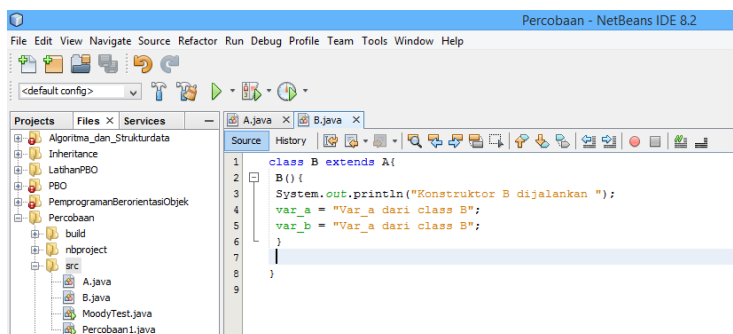 Percobaan - NetBeans IDE 8.2
File Edit View Navigate Source Refactor Run Debug Profile Team Tools Window Help
<default config>
Projects Files × Services
A.java × B.java ×
Source History
Algoritma_dan_Strukturdata
Inheritance
LatihanPBO
PBO
PemprogramanBerorientasiObjek
Percobaan
build
nbproject
src
A.java
B.java
MoodyTest.java
Percobaan1.java
1 class B extends A{
2 B(){
3 System.out.println("Konstruktor B dijalankan ");
4 var_a = "Var_a dari class B";
5 var_b = "Var_a dari class B";
6 }
7
8 }
9